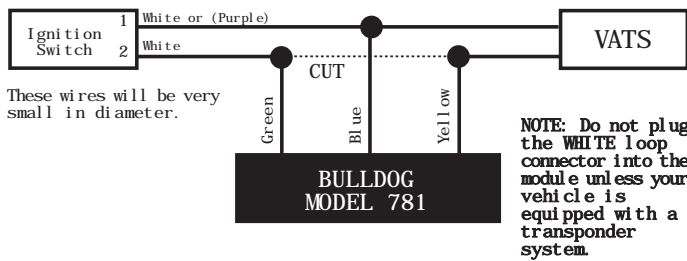 1 White or (Purple)
Ignition
Switch
2 White
VATS
CUT
These wires will be very
small in diameter.
Green
Blue
Yellow
BULLDOG
MODEL 781
NOTE: Do not plug
the WHITE loop
connector into the
module unless your
vehicle is
equipped with a
transponder
system.